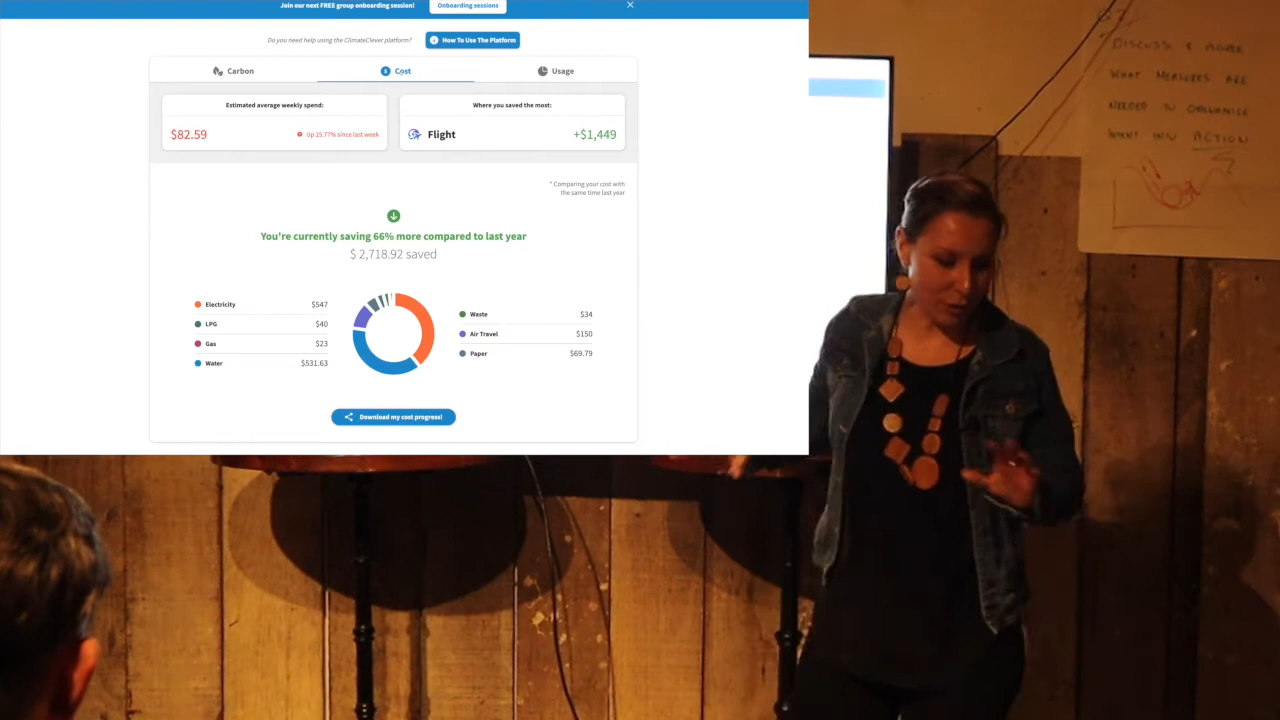 Join our next FREE group onboarding session!
Onboarding sessions
Do you need help using the ClimateClever platform?
How To Use The Platform
Carbon
Cost
Usage
Estimated average weekly spend:
$82.59
Up 25.77% since last week
Where you saved the most:
Flight
+$1,449
* Comparing your cost with
the same time last year
You're currently saving 66% more compared to last year
$ 2,718.92 saved
Electricity $547
LPG $40
Gas $23
Water $531.63
Waste $34
Air Travel $150
Paper $69.79
Download my cost progress!
DISCUSS & AGREE
WHAT MEASURES ARE
NEEDED TO
INTENT INTO ACTION